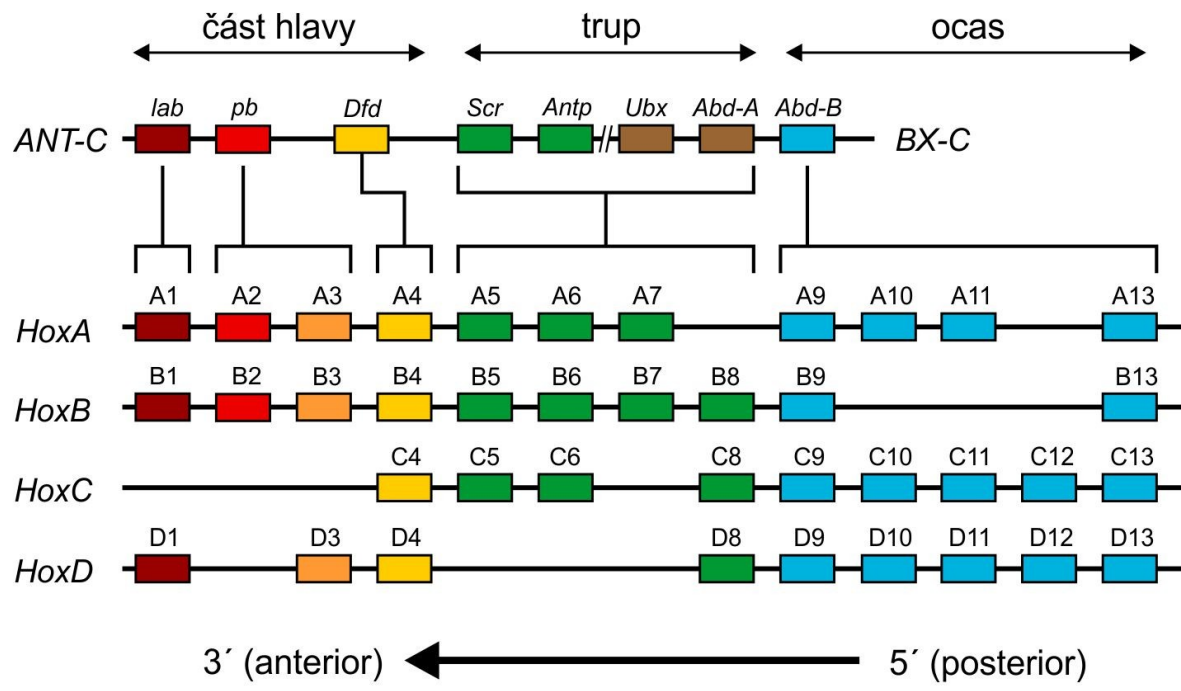 část hlavy trup ocas
lab pb Dfd Scr Antp Ubx Abd-A Abd-B
ANT-C // BX-C
A1 A2 A3 A4 A5 A6 A7 A9 A10 A11 A13
HoxA
B1 B2 B3 B4 B5 B6 B7 B8 B9 B13
HoxB
C4 C5 C6 C8 C9 C10 C11 C12 C13
HoxC
D1 D3 D4 D8 D9 D10 D11 D12 D13
HoxD
3´ (anterior) 5´ (posterior)